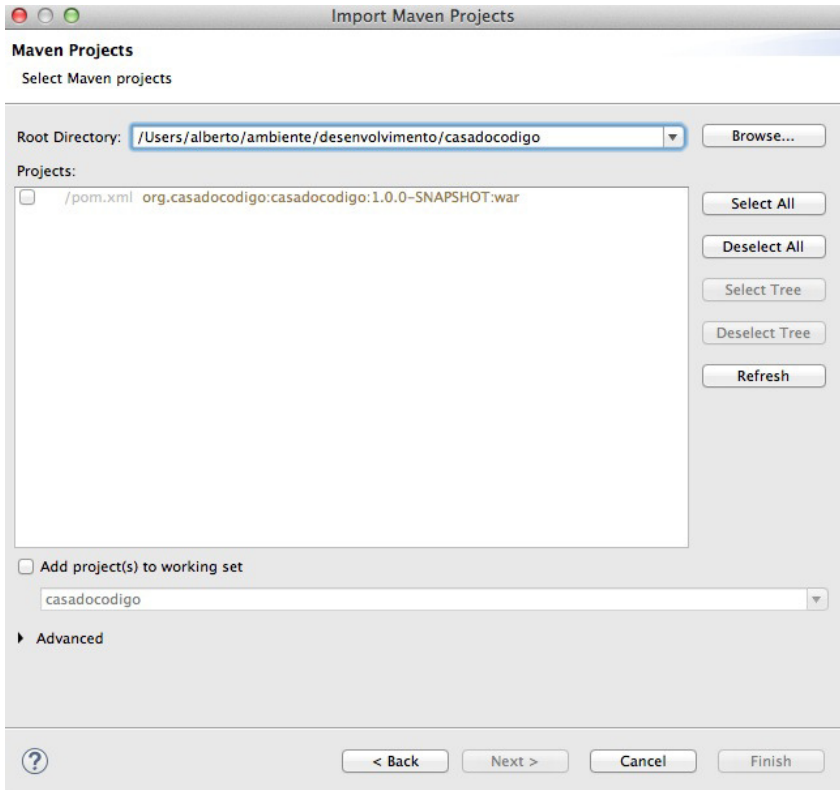 Import Maven Projects
Maven Projects
Select Maven projects
Root Directory: /Users/alberto/ambiente/desenvolvimento/casadocodigo Browse...
Projects:
/pom.xml org.casadocodigo:casadocodigo:1.0.0-SNAPSHOT:war
Select All
Deselect All
Select Tree
Deselect Tree
Refresh
Add project(s) to working set
casadocodigo
Advanced
? < Back Next > Cancel Finish